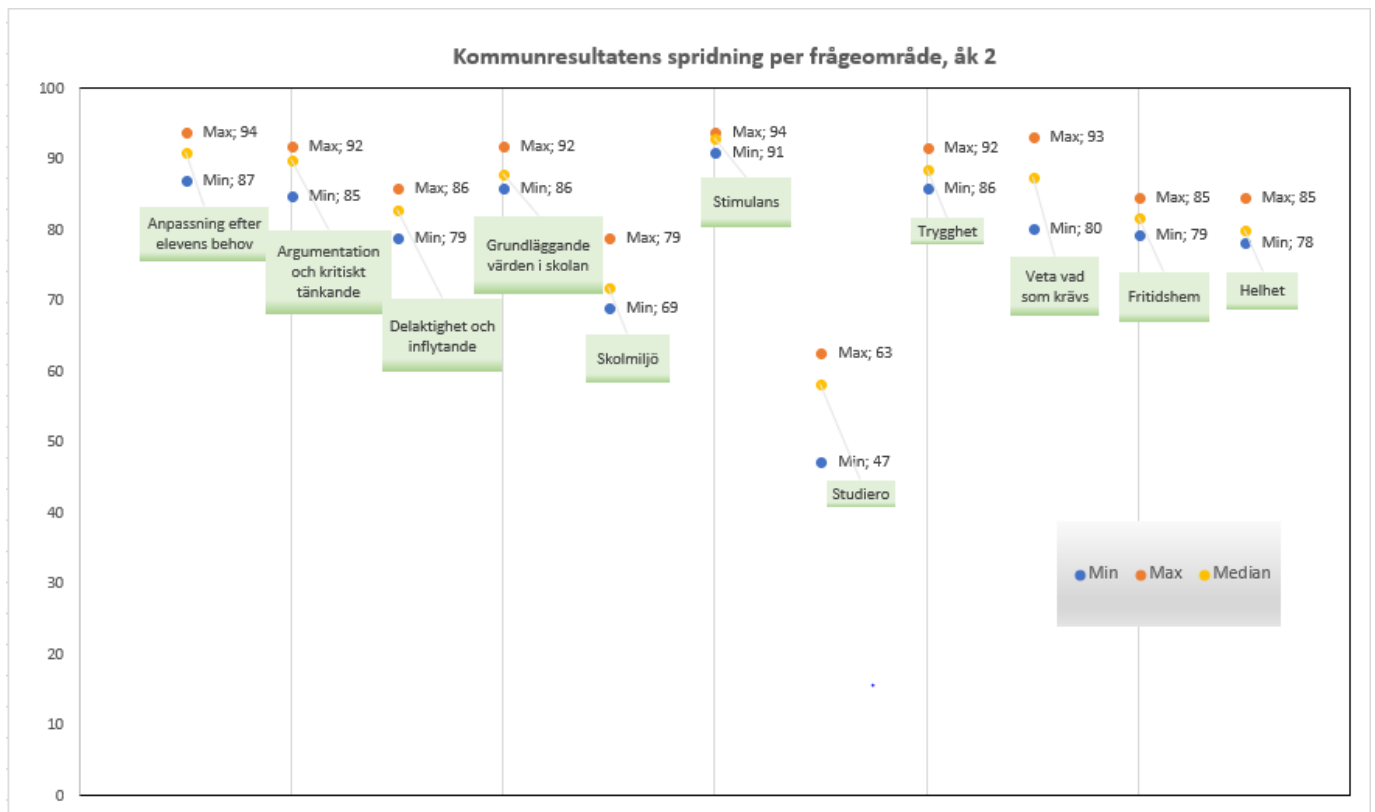 Kommunresultatens spridning per frågeområde, åk 2
100
90
80
70
60
50
40
30
20
10
0
Max; 94
Min; 87
Anpassning efter
elevens behov
Max; 92
Min; 85
Argumentation
och kritiskt
tänkande
Max; 86
Min; 79
Delaktighet och
inflytande
Max; 92
Min; 86
Grundläggande
värden i skolan
Max; 79
Min; 69
Skolmiljö
Max; 94
Min; 91
Stimulans
Max; 63
Min; 47
Studiero
Max; 92
Min; 86
Trygghet
Max; 93
Min; 80
Veta vad
som krävs
Max; 85
Min; 79
Fritidshem
Max; 85
Min; 78
Helhet
Min Max Median